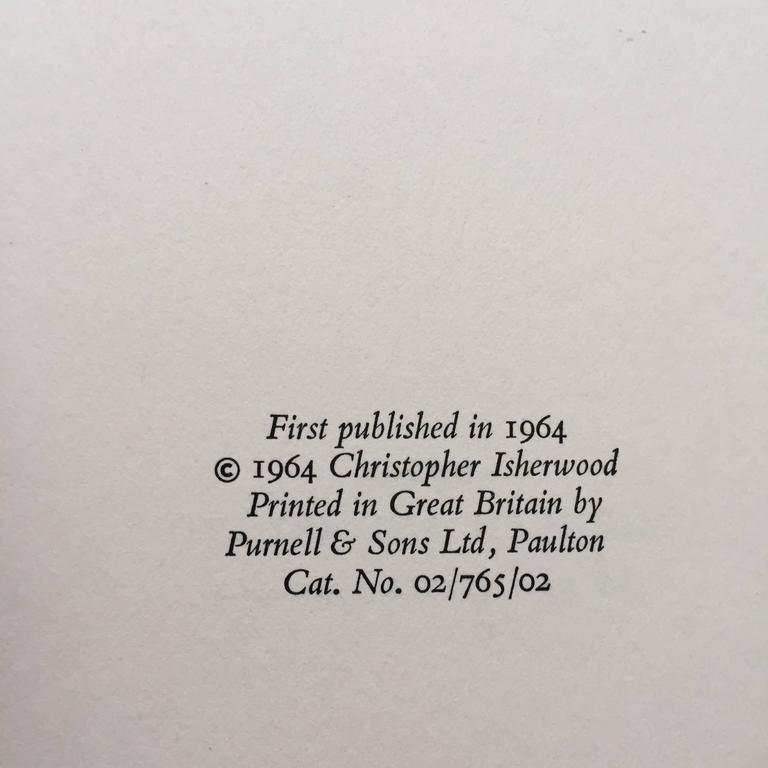 First published in 1964
© 1964 Christopher Isherwood
Printed in Great Britain by
Purnell & Sons Ltd, Paulton
Cat. No. 02/765/02